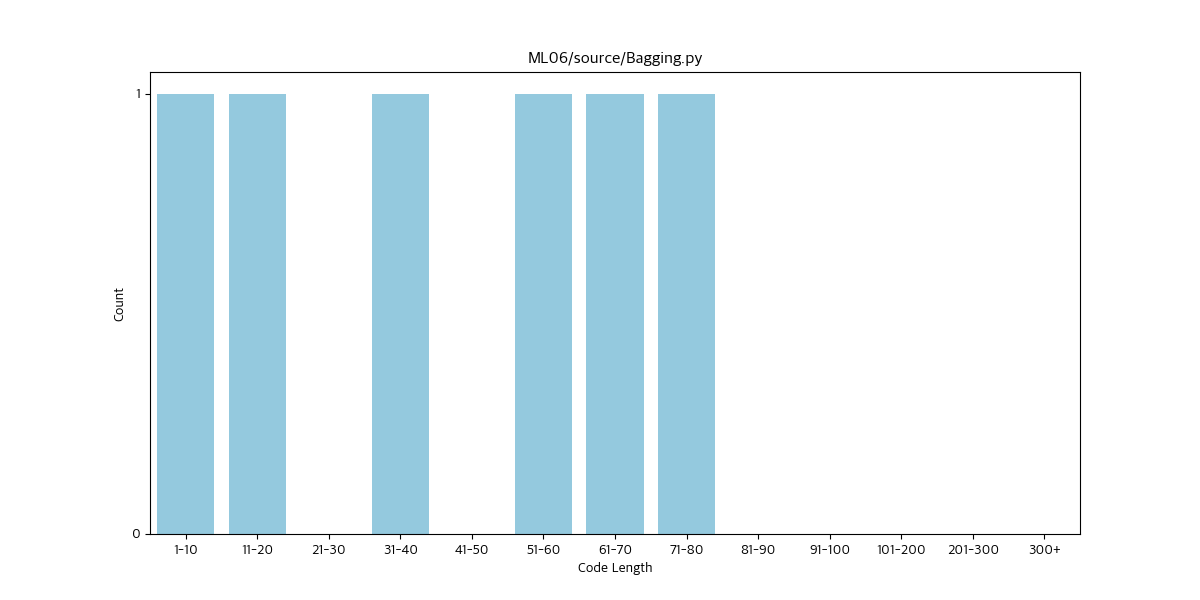 ML06/source/Bagging.py
1
Count
0
1-10 11-20 21-30 31-40 41-50 51-60 61-70 71-80 81-90 91-100 101-200 201-300 300+
Code Length